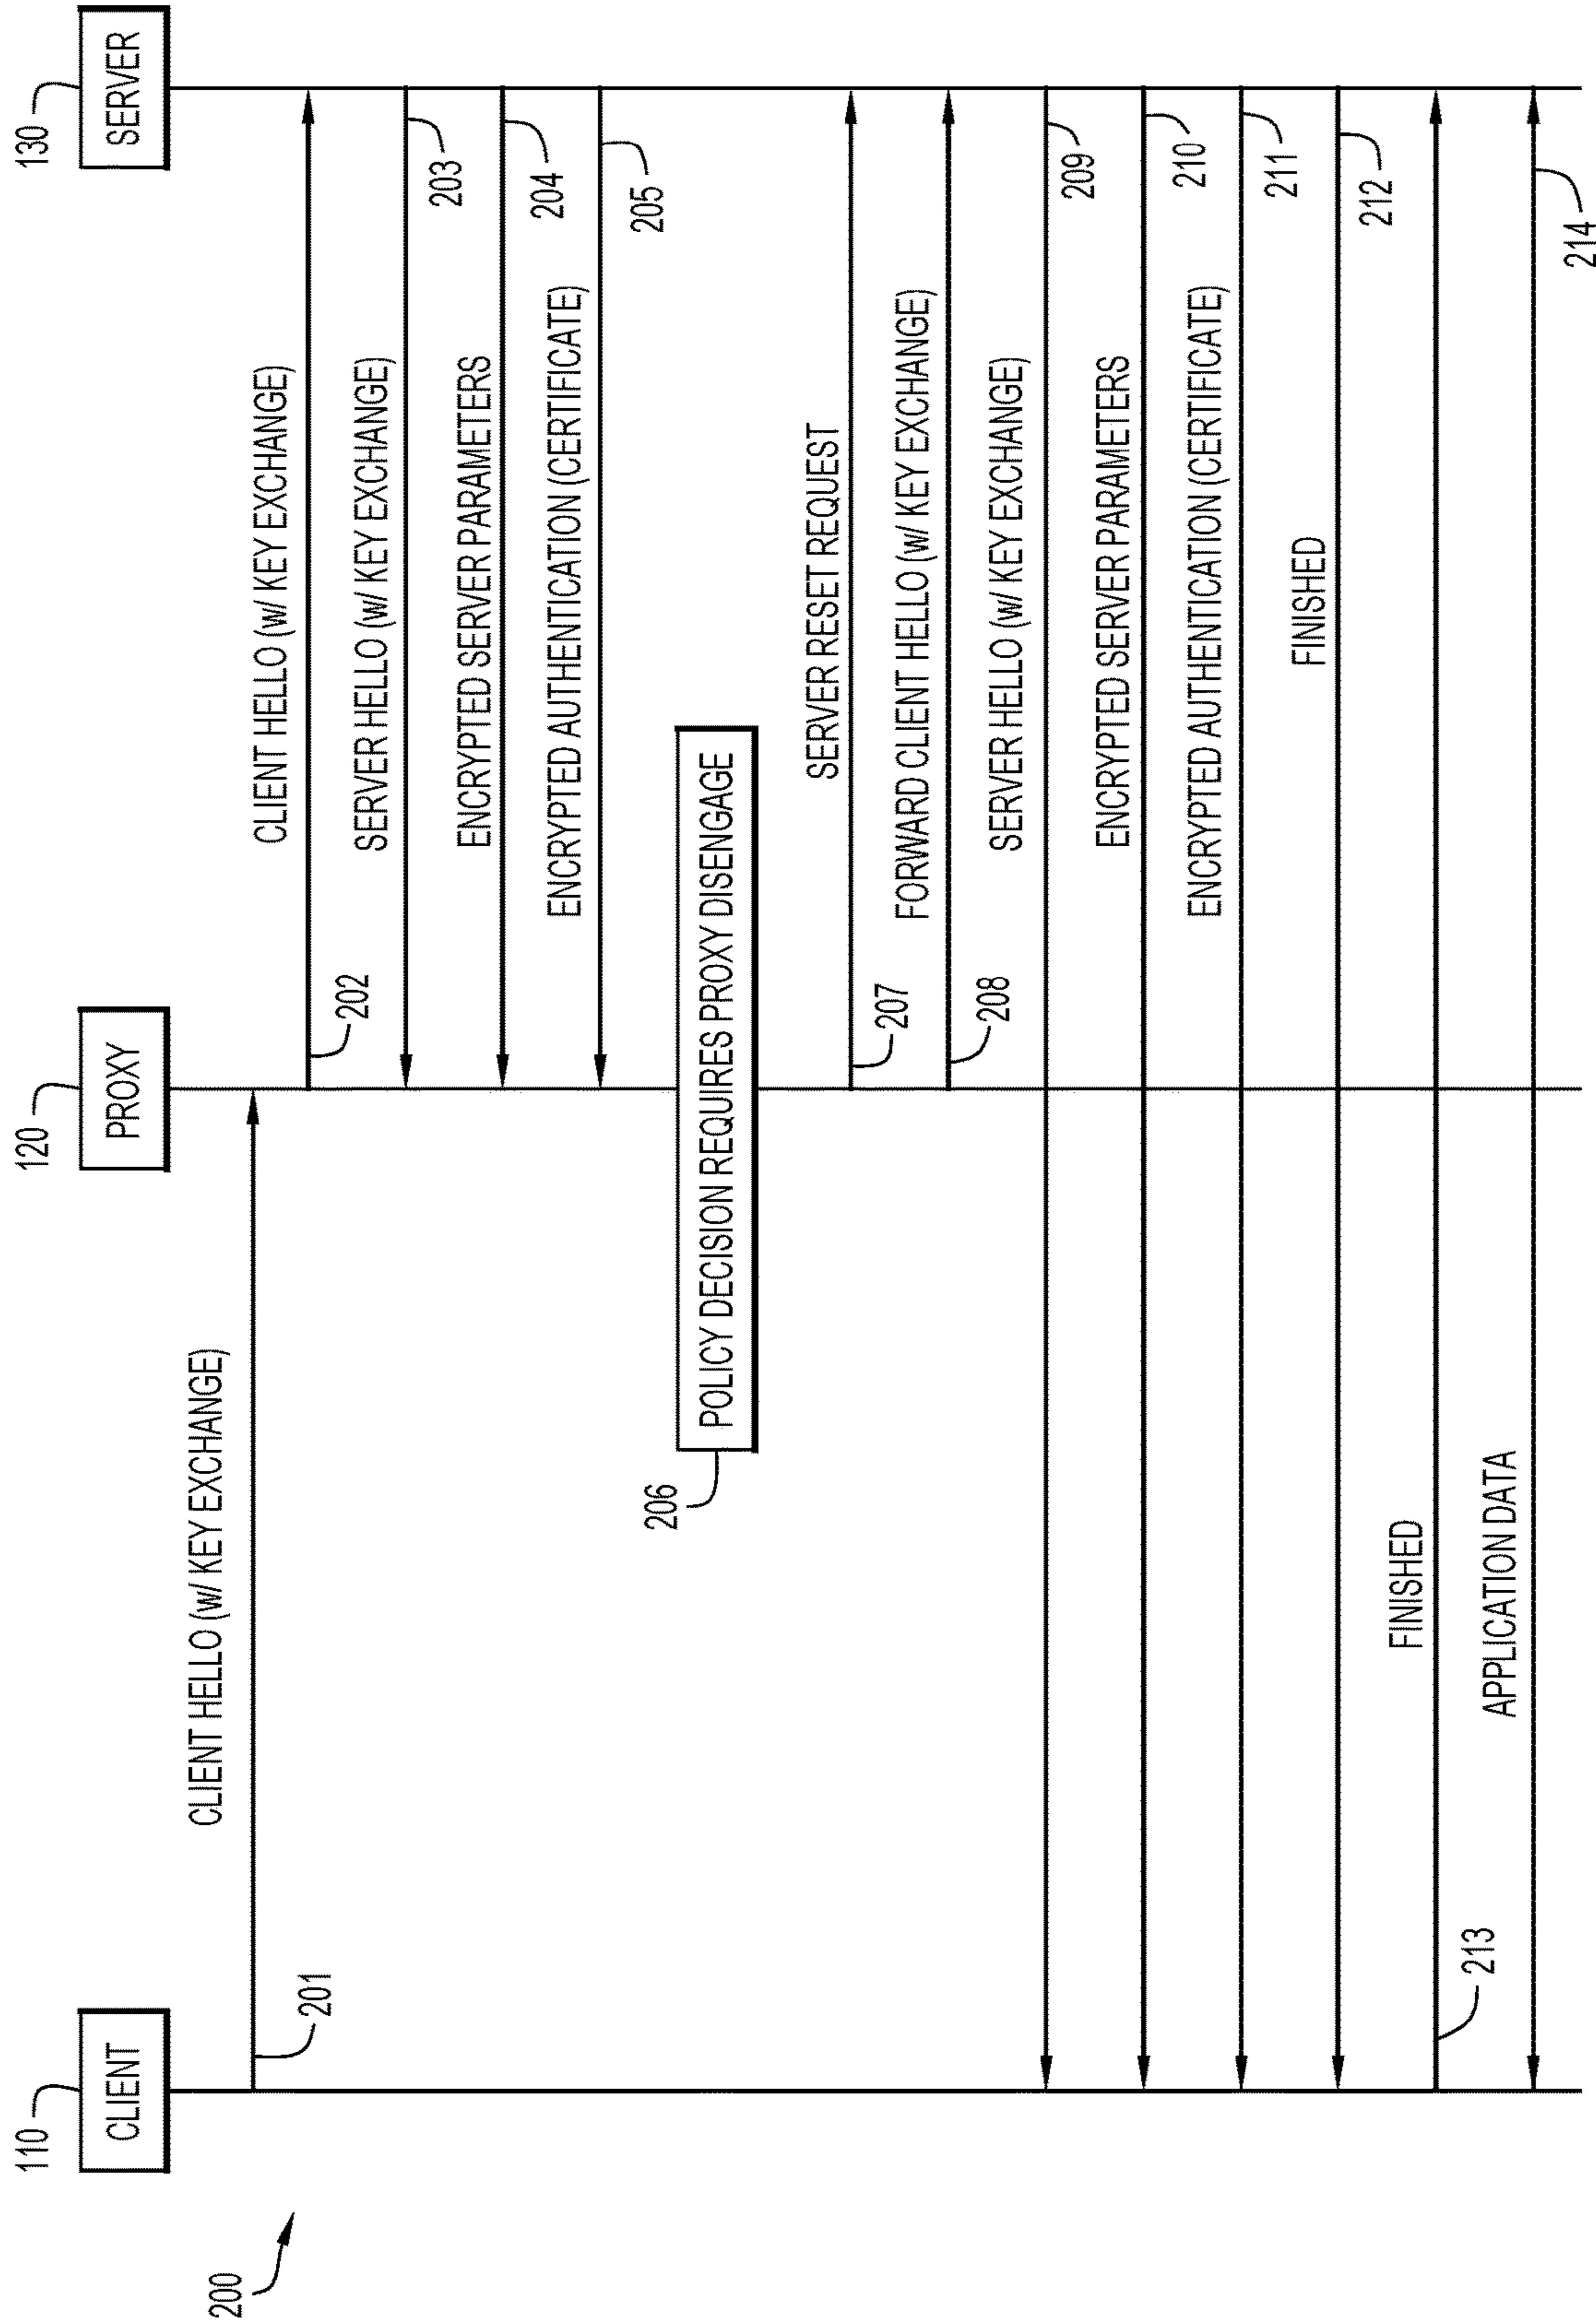 200
110
CLIENT
120
PROXY
130
SERVER
CLIENT HELLO (w/ KEY EXCHANGE)
201
CLIENT HELLO (w/ KEY EXCHANGE)
202
SERVER HELLO (w/ KEY EXCHANGE)
203
ENCRYPTED SERVER PARAMETERS
204
ENCRYPTED AUTHENTICATION (CERTIFICATE)
205
POLICY DECISION REQUIRES PROXY DISENGAGE
206
SERVER RESET REQUEST
207
FORWARD CLIENT HELLO (w/ KEY EXCHANGE)
208
SERVER HELLO (w/ KEY EXCHANGE)
209
ENCRYPTED SERVER PARAMETERS
210
ENCRYPTED AUTHENTICATION (CERTIFICATE)
211
FINISHED
212
FINISHED
213
APPLICATION DATA
214